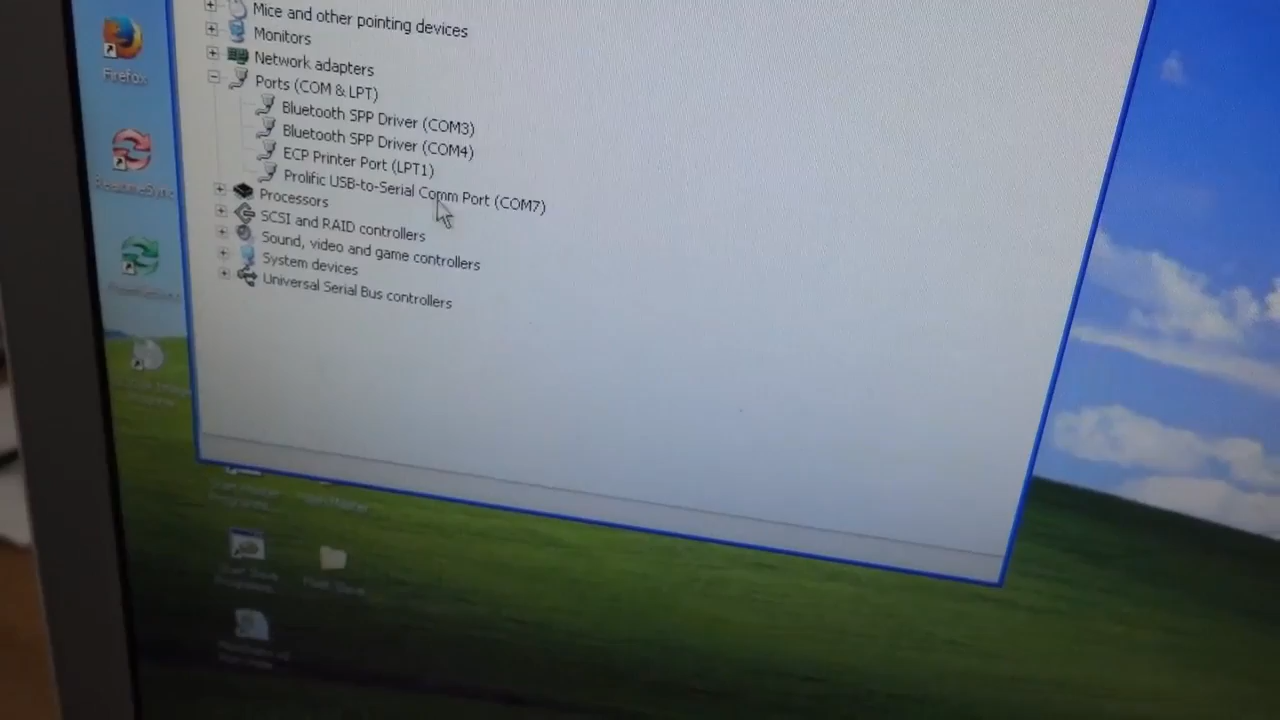 Mice and other pointing devices
Monitors
Network adapters
Ports (COM & LPT)
Bluetooth SPP Driver (COM3)
Bluetooth SPP Driver (COM4)
ECP Printer Port (LPT1)
Prolific USB-to-Serial Comm Port (COM7)
Processors
SCSI and RAID controllers
Sound, video and game controllers
System devices
Universal Serial Bus controllers
Firefox